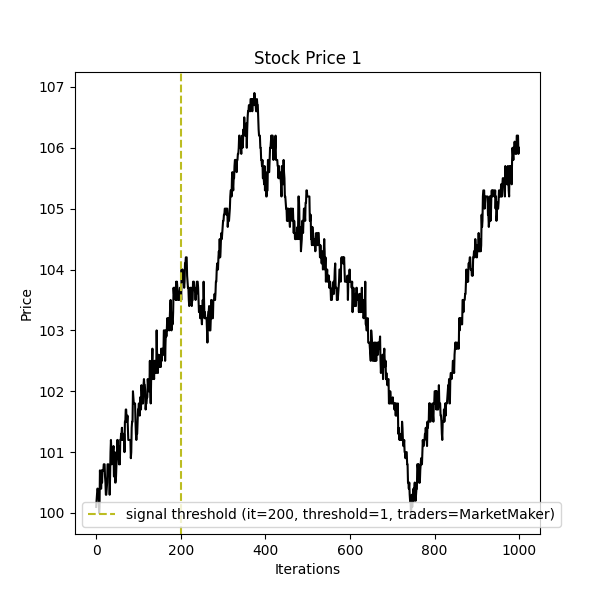 Stock Price 1
107
106
105
104
103
102
101
100
Price
signal threshold (it=200, threshold=1, traders=MarketMaker)
0 200 400 600 800 1000
Iterations